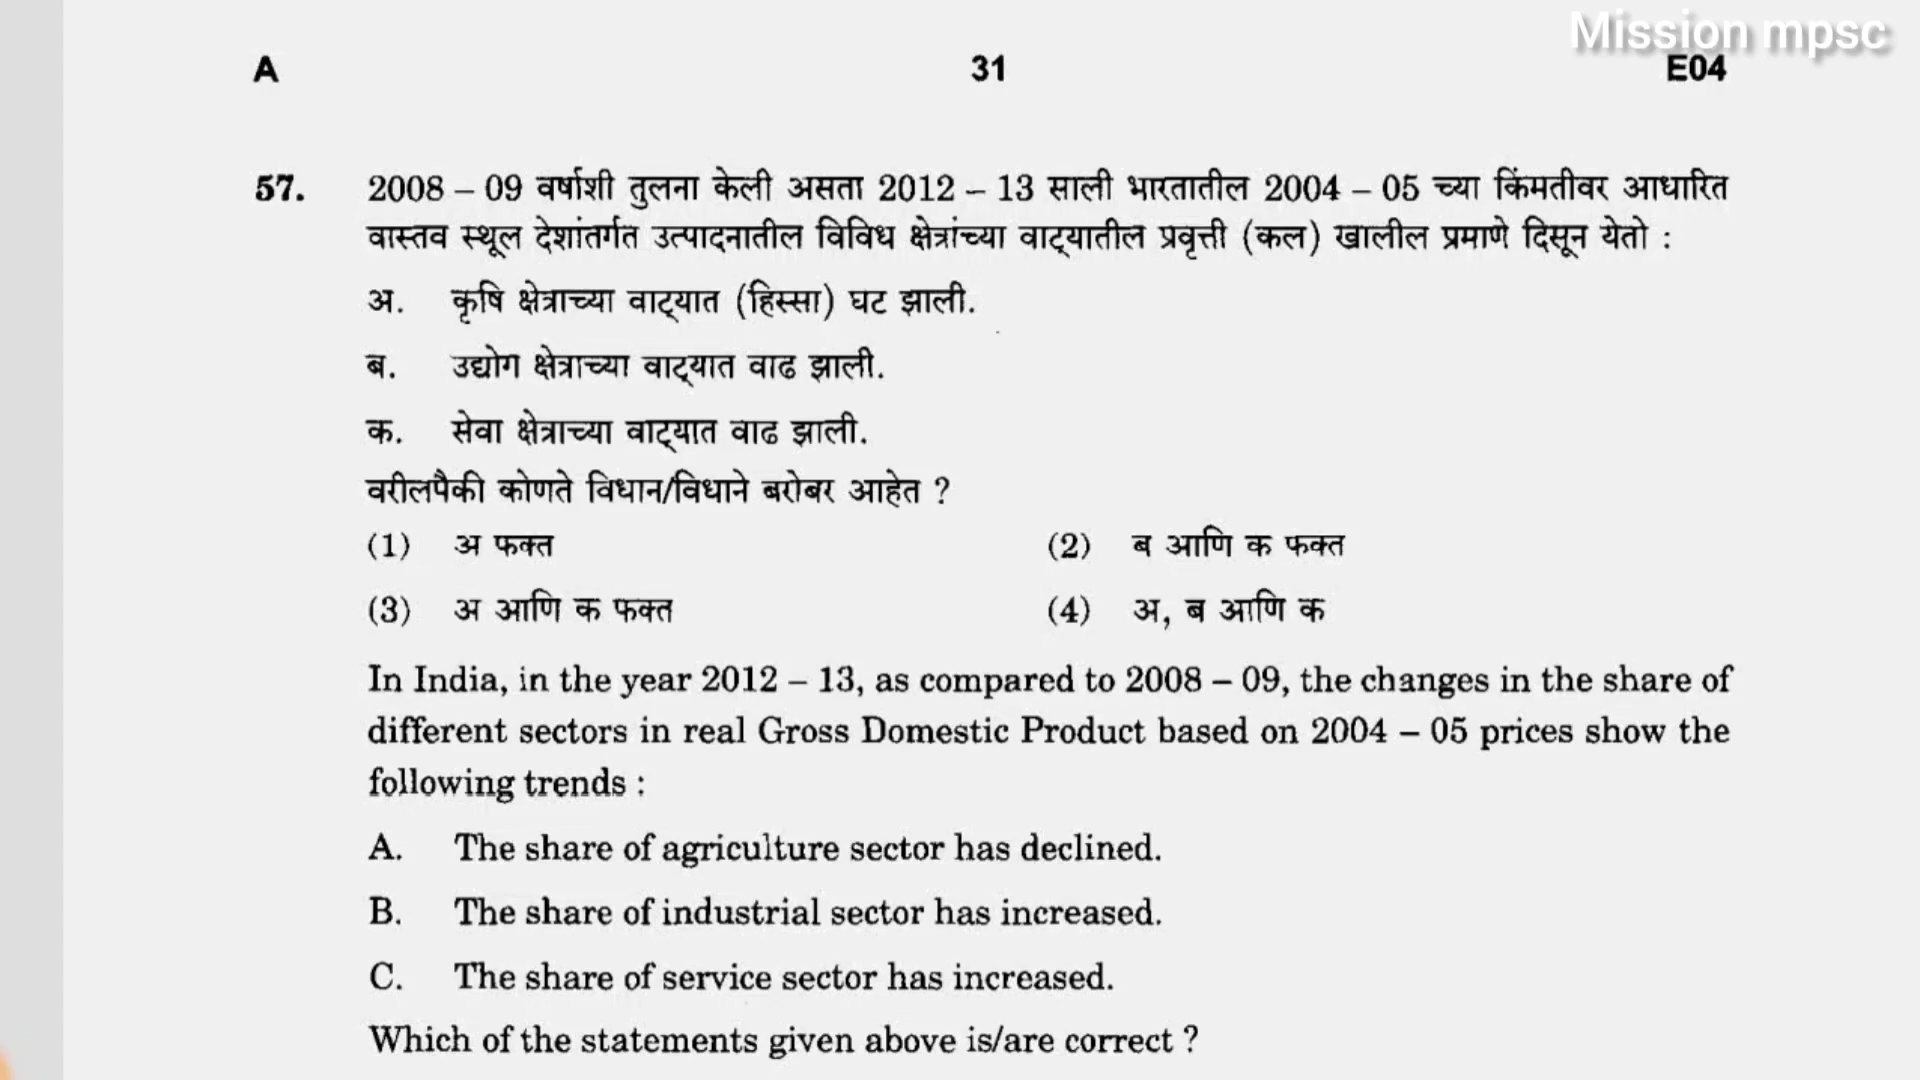 Mission mpsc
A 31 E04
57. 2008 – 09 वर्षाशी तुलना केली असता 2012 – 13 साली भारतातील 2004 – 05 च्या किंमतीवर आधारित
वास्तव स्थूल देशांतर्गत उत्पादनातील विविध क्षेत्रांच्या वाट्यातील प्रवृत्ती (कल) खालील प्रमाणे दिसून येतो :
अ. कृषि क्षेत्राच्या वाट्यात (हिस्सा) घट झाली.
ब. उद्योग क्षेत्राच्या वाट्यात वाढ झाली.
क. सेवा क्षेत्राच्या वाट्यात वाढ झाली.
वरीलपैकी कोणते विधान/विधाने बरोबर आहेत ?
(1) अ फक्त (2) ब आणि क फक्त
(3) अ आणि क फक्त (4) अ, ब आणि क
In India, in the year 2012 – 13, as compared to 2008 – 09, the changes in the share of
different sectors in real Gross Domestic Product based on 2004 – 05 prices show the
following trends :
A. The share of agriculture sector has declined.
B. The share of industrial sector has increased.
C. The share of service sector has increased.
Which of the statements given above is/are correct ?